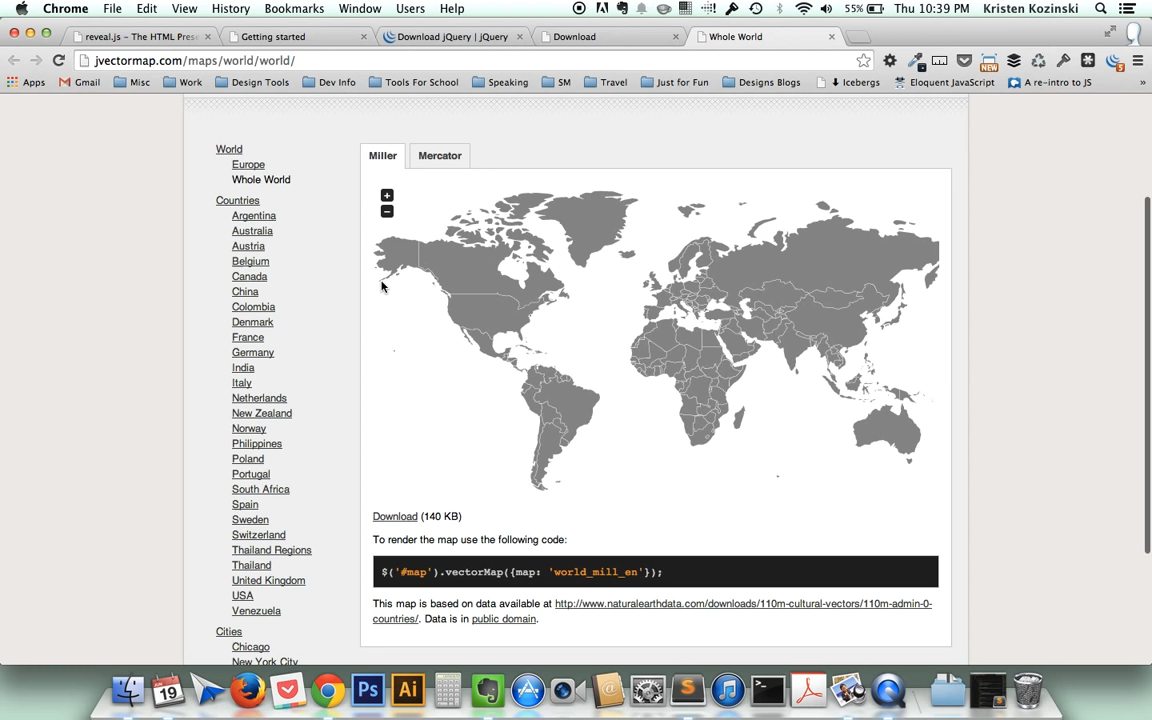 Chrome File Edit View History Bookmarks Window Users Help 55% Thu 10:39 PM Kristen Kozinski
reveal.js – The HTML Pres Getting started Download jQuery | jQuery Download Whole World
jvectormap.com/maps/world/world/
NEW 5
Apps Gmail Misc Work Design Tools Dev Info Tools For School Speaking SM Travel Just for Fun Designs Blogs Icebergs Eloquent JavaScript A re-intro to JS »
World
Europe
Whole World
Countries
Argentina
Australia
Austria
Belgium
Canada
China
Colombia
Denmark
France
Germany
India
Italy
Netherlands
New Zealand
Norway
Philippines
Poland
Portugal
South Africa
Spain
Sweden
Switzerland
Thailand Regions
Thailand
United Kingdom
USA
Venezuela
Cities
Chicago
New York City
Miller Mercator
+
−
Download (140 KB)
To render the map use the following code:
$('#map').vectorMap({map: 'world_mill_en'});
This map is based on data available at http://www.naturalearthdata.com/downloads/110m-cultural-vectors/110m-admin-0-
countries/. Data is in public domain.
19 Ps Ai